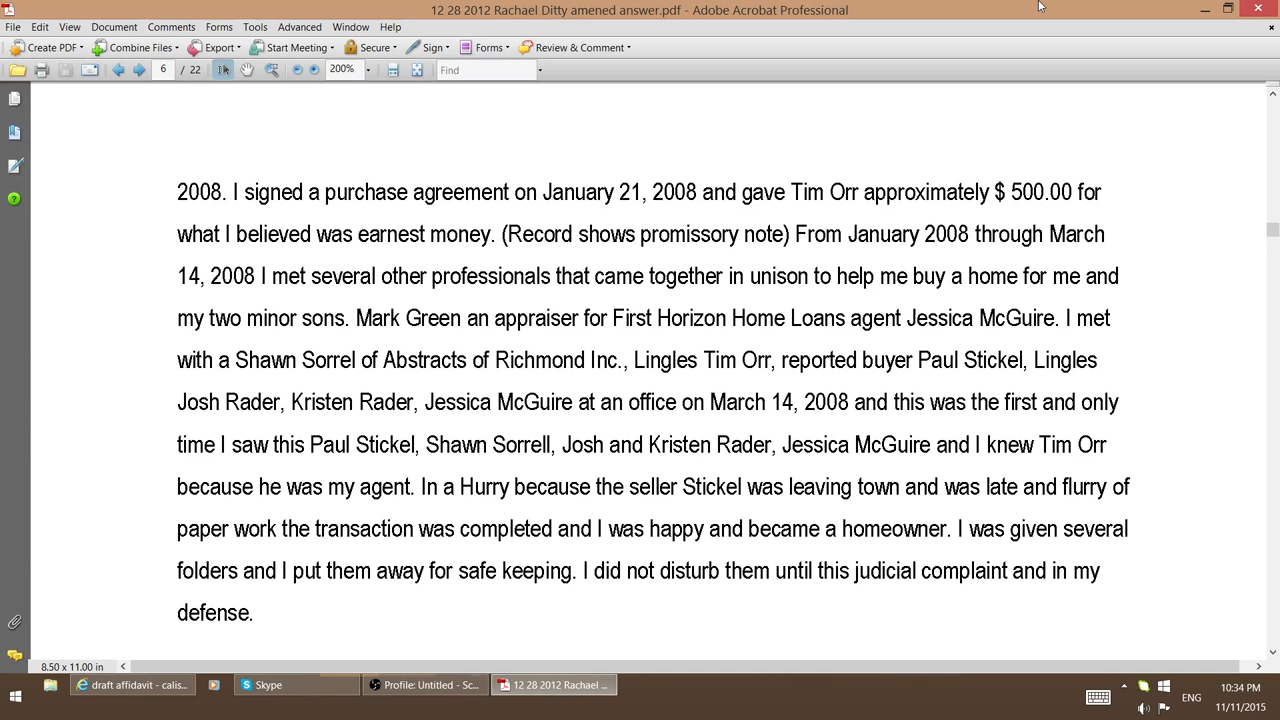 12 28 2012 Rachael Ditty amened answer.pdf - Adobe Acrobat Professional
File Edit View Document Comments Forms Tools Advanced Window Help
Create PDF Combine Files Export Start Meeting Secure Sign Forms Review & Comment
6 / 22 200% Find
2008. I signed a purchase agreement on January 21, 2008 and gave Tim Orr approximately $ 500.00 for
what I believed was earnest money. (Record shows promissory note) From January 2008 through March
14, 2008 I met several other professionals that came together in unison to help me buy a home for me and
my two minor sons. Mark Green an appraiser for First Horizon Home Loans agent Jessica McGuire. I met
with a Shawn Sorrel of Abstracts of Richmond Inc., Lingles Tim Orr, reported buyer Paul Stickel, Lingles
Josh Rader, Kristen Rader, Jessica McGuire at an office on March 14, 2008 and this was the first and only
time I saw this Paul Stickel, Shawn Sorrell, Josh and Kristen Rader, Jessica McGuire and I knew Tim Orr
because he was my agent. In a Hurry because the seller Stickel was leaving town and was late and flurry of
paper work the transaction was completed and I was happy and became a homeowner. I was given several
folders and I put them away for safe keeping. I did not disturb them until this judicial complaint and in my
defense.
8.50 x 11.00 in
draft affidavit - calis... Skype Profile: Untitled - Sc... 12 28 2012 Rachael ... ENG 10:34 PM
11/11/2015